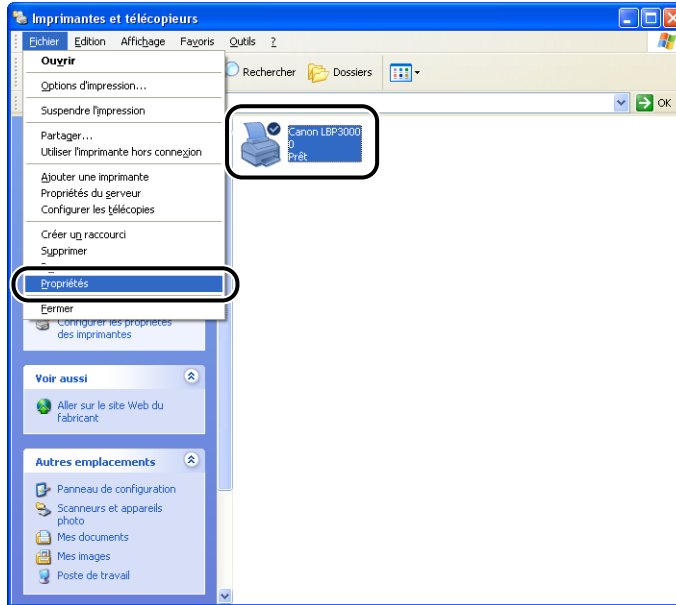 Imprimantes et télécopieurs
Fichier Edition Affichage Favoris Outils ?
Rechercher Dossiers
OK
Ouvrir
Options d'impression...
Suspendre l'impression
Partager...
Utiliser l'imprimante hors connexion
Ajouter une imprimante
Propriétés du serveur
Configurer les télécopies
Créer un raccourci
Supprimer
Propriétés
Fermer
Canon LBP3000
0
Prêt
Configurer les propriétés
des imprimantes
Voir aussi
Aller sur le site Web du
fabricant
Autres emplacements
Panneau de configuration
Scanneurs et appareils
photo
Mes documents
Mes images
Poste de travail